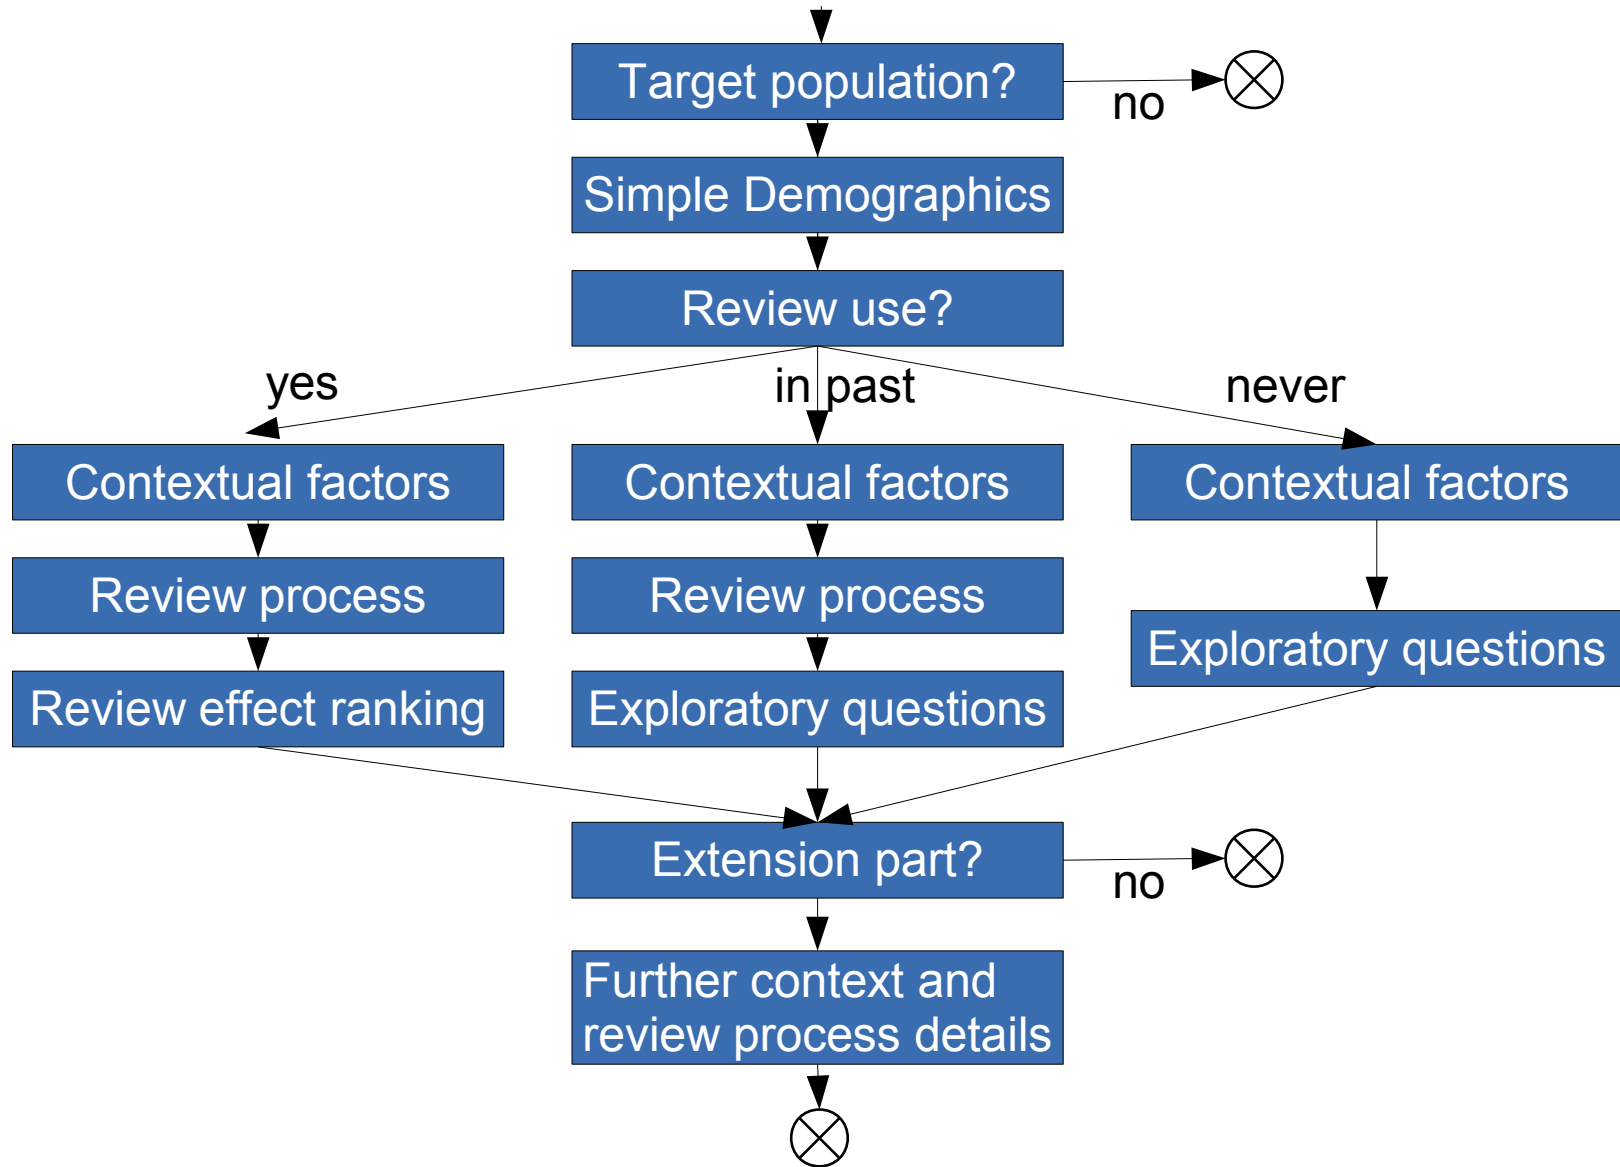 Target population?
no
Simple Demographics
Review use?
yes
in past
never
Contextual factors
Contextual factors
Contextual factors
Review process
Review process
Exploratory questions
Review effect ranking
Exploratory questions
Extension part?
no
Further context and
review process details